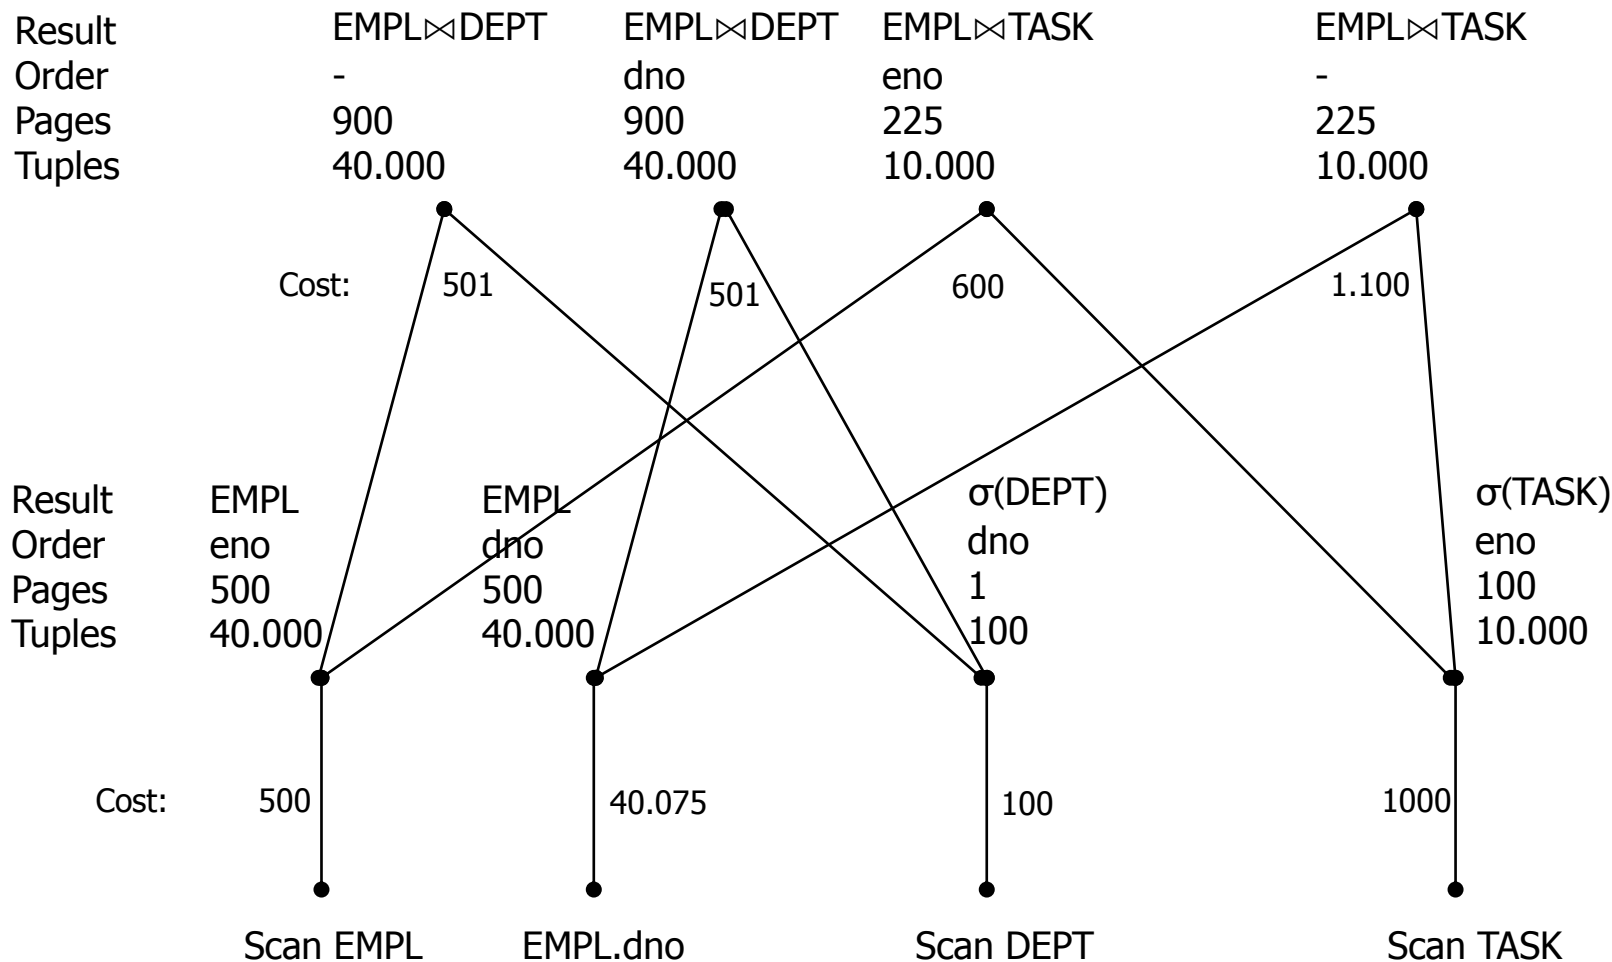 Result EMPL⋈DEPT EMPL⋈DEPT EMPL⋈TASK EMPL⋈TASK
Order - dno eno -
Pages 900 900 225 225
Tuples 40.000 40.000 10.000 10.000
Cost: 501 501 600 1.100
Result EMPL EMPL σ(DEPT) σ(TASK)
Order eno dno dno eno
Pages 500 500 1 100
Tuples 40.000 40.000 100 10.000
Cost: 500 40.075 100 1000
Scan EMPL EMPL.dno Scan DEPT Scan TASK